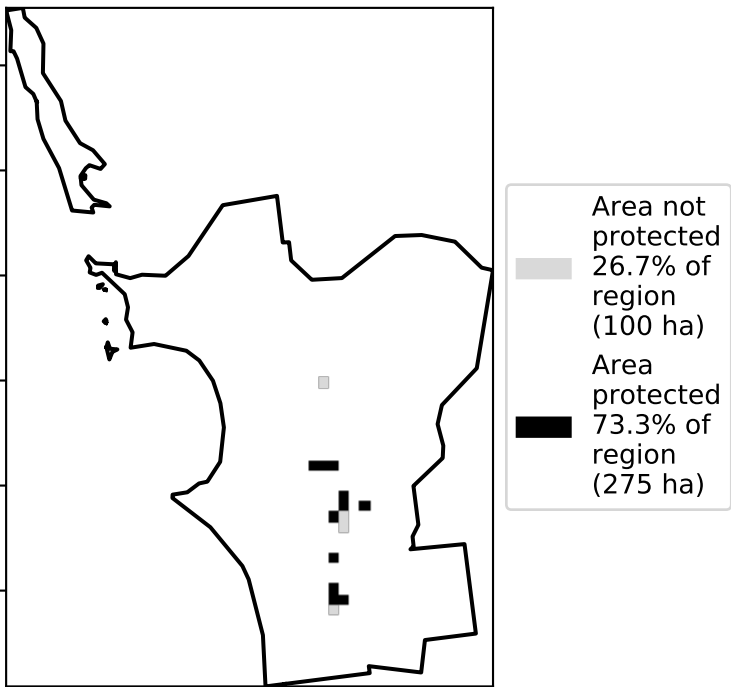 Area not
protected
26.7% of
region
(100 ha)
Area
protected
73.3% of
region
(275 ha)